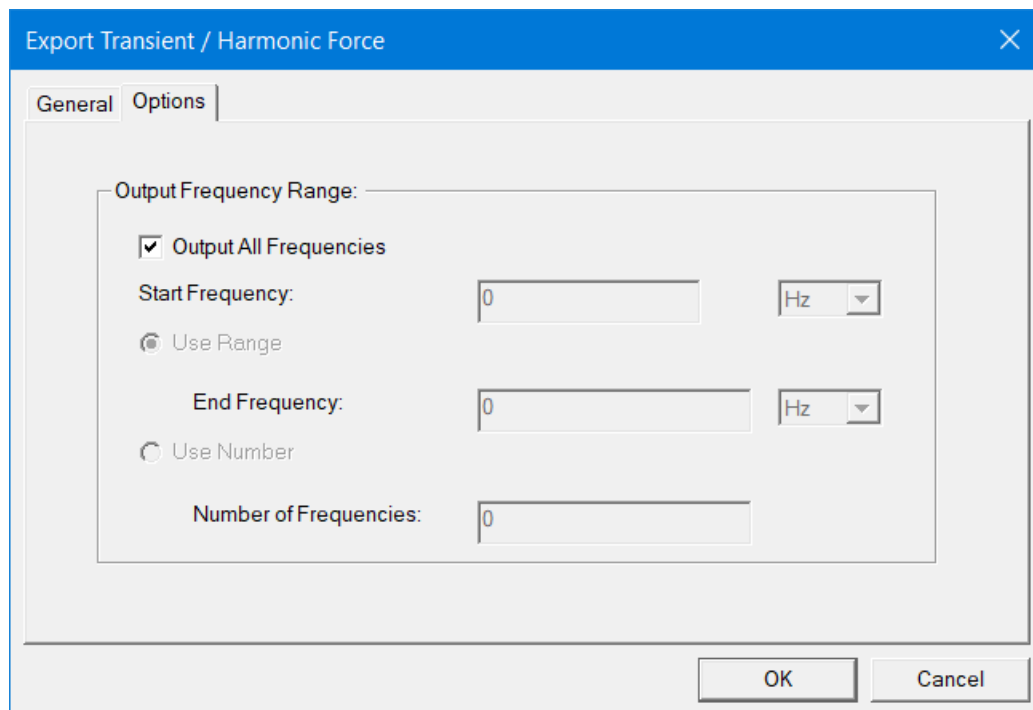 Export Transient / Harmonic Force
General Options
Output Frequency Range:
Output All Frequencies
Start Frequency: 0 Hz
Use Range
End Frequency: 0 Hz
Use Number
Number of Frequencies: 0
OK Cancel